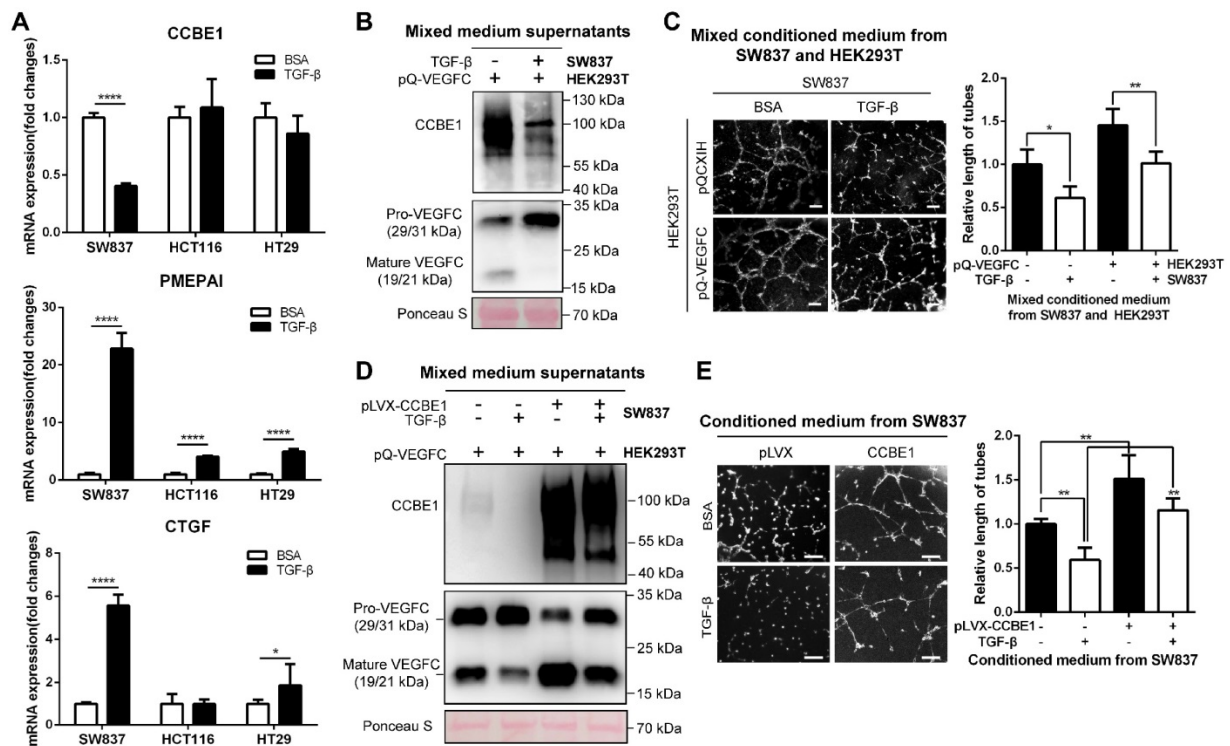 A
CCBE1
mRNA expression(fold changes)
1.5
1.0
0.5
0.0
BSA
TGF-β
****
SW837 HCT116 HT29
PMEPAI
mRNA expression(fold changes)
30
20
10
0
BSA
TGF-β
****
****
****
SW837 HCT116 HT29
CTGF
mRNA expression(fold changes)
8
6
4
2
0
BSA
TGF-β
****
*
SW837 HCT116 HT29
B
Mixed medium supernatants
TGF-β - + SW837
pQ-VEGFC + + HEK293T
CCBE1
130 kDa
100 kDa
55 kDa
40 kDa
Pro-VEGFC
(29/31 kDa)
Mature VEGFC
(19/21 kDa)
35 kDa
25 kDa
15 kDa
Ponceau S
70 kDa
C
Mixed conditioned medium from
SW837 and HEK293T
SW837
BSA TGF-β
HEK293T
pQCXIH
pQ-VEGFC
Relative length of tubes
2.0
1.5
1.0
0.5
0.0
*
**
pQ-VEGFC - - + + HEK293T
TGF-β - + - + SW837
Mixed conditioned medium
from SW837 and HEK293T
D
Mixed medium supernatants
pLVX-CCBE1 - - + +
TGF-β - + - +
SW837
pQ-VEGFC + + + + HEK293T
CCBE1
100 kDa
55 kDa
40 kDa
Pro-VEGFC
(29/31 kDa)
Mature VEGFC
(19/21 kDa)
35 kDa
25 kDa
15 kDa
Ponceau S
70 kDa
E
Conditioned medium from SW837
pLVX CCBE1
BSA
TGF-β
Relative length of tubes
2.0
1.5
1.0
0.5
0.0
**
**
**
pLVX-CCBE1 - - + +
TGF-β - + - +
Conditioned medium from SW837